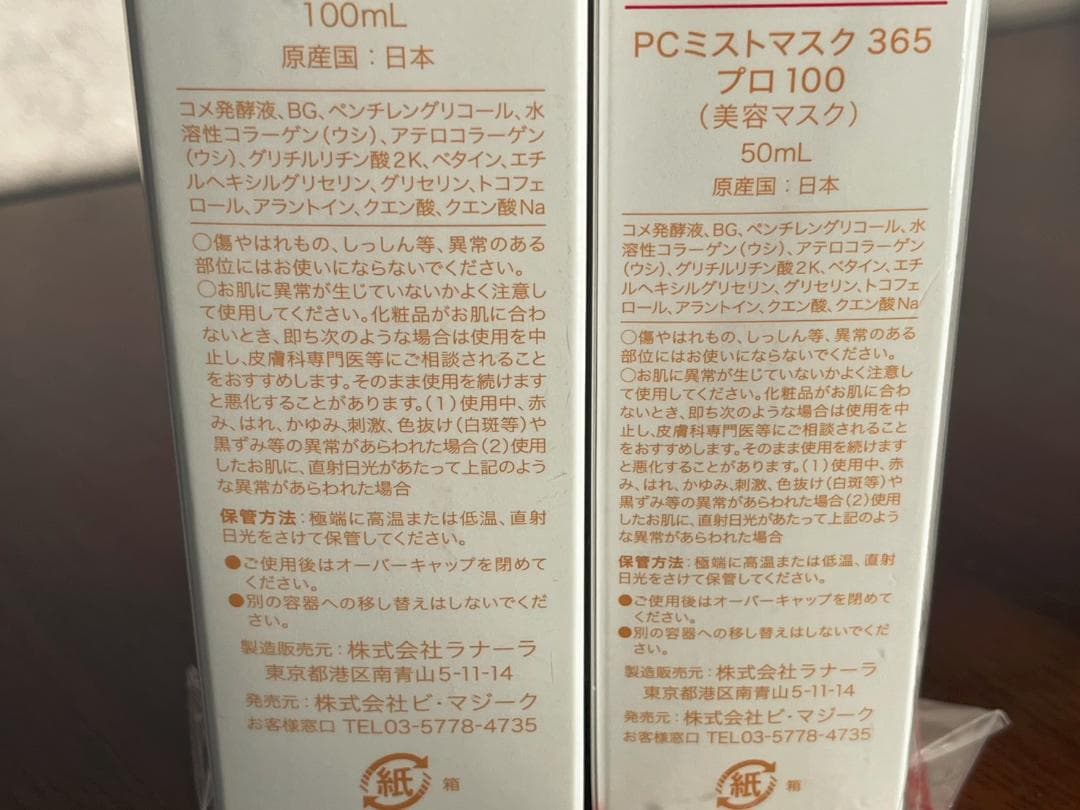 100mL
原産国：日本
コメ発酵液、BG、ペンチレングリコール、水
溶性コラーゲン（ウシ）、アテロコラーゲン
（ウシ）、グリチルリチン酸2K、ベタイン、エチ
ルヘキシルグリセリン、グリセリン、トコフェ
ロール、アラントイン、クエン酸、クエン酸Na
○傷やはれもの、しっしん等、異常のある
部位にはお使いにならないでください。
○お肌に異常が生じていないかよく注意し
て使用してください。化粧品がお肌に合わ
ないとき、即ち次のような場合は使用を中
止し、皮膚科専門医等にご相談されること
をおすすめします。そのまま使用を続けます
と悪化することがあります。（1）使用中、赤
み、はれ、かゆみ、刺激、色抜け（白斑等）や
黒ずみ等の異常があらわれた場合（2）使用
したお肌に、直射日光があたって上記のよう
な異常があらわれた場合
保管方法：極端に高温または低温、直射
日光をさけて保管してください。
●ご使用後はオーバーキャップを閉めて
ください。
●別の容器への移し替えはしないでくだ
さい。
製造販売元：株式会社ラナーラ
東京都港区南青山5-11-14
発売元：株式会社ビ・マジーク
お客様窓口 TEL03-5778-4735
紙 箱
PCミストマスク 365
プロ100
（美容マスク）
50mL
原産国：日本
コメ発酵液、BG、ペンチレングリコール、水
溶性コラーゲン（ウシ）、アテロコラーゲン
（ウシ）、グリチルリチン酸2K、ベタイン、エチ
ルヘキシルグリセリン、グリセリン、トコフェ
ロール、アラントイン、クエン酸、クエン酸Na
○傷やはれもの、しっしん等、異常のある
部位にはお使いにならないでください。
○お肌に異常が生じていないかよく注意し
て使用してください。化粧品がお肌に合わ
ないとき、即ち次のような場合は使用を中
止し、皮膚科専門医等にご相談されること
をおすすめします。そのまま使用を続けます
と悪化することがあります。（1）使用中、赤
み、はれ、かゆみ、刺激、色抜け（白斑等）や
黒ずみ等の異常があらわれた場合（2）使用
したお肌に、直射日光があたって上記のよう
な異常があらわれた場合
保管方法：極端に高温または低温、直射
日光をさけて保管してください。
●ご使用後はオーバーキャップを閉めて
ください。
●別の容器への移し替えはしないでくだ
さい。
製造販売元：株式会社ラナーラ
東京都港区南青山5-11-14
発売元：株式会社ビ・マジーク
お客様窓口 TEL03-5778-4735
紙 箱